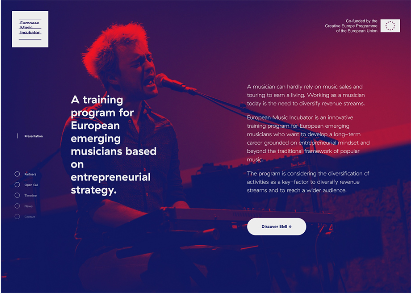 European
Music
Incubator
Co-funded by the
Creative Europe Programme
of the European Union
A training
program for
European
emerging
musicians based
on
entrepreneurial
strategy.
A musician can hardly rely on music sales and
touring to earn a living. Working as a musician
today is the need to diversify revenue streams.
European Music Incubator is an innovative
training program for European emerging
musicians who want to develop a long-term
career grounded on entrepreneurial mindset and
beyond the traditional framework of popular
music.
The program is considering the diversification of
activities as a key-factor to diversify revenue
streams and to reach a wider audience.
Presentation
Partners
Discover EMI